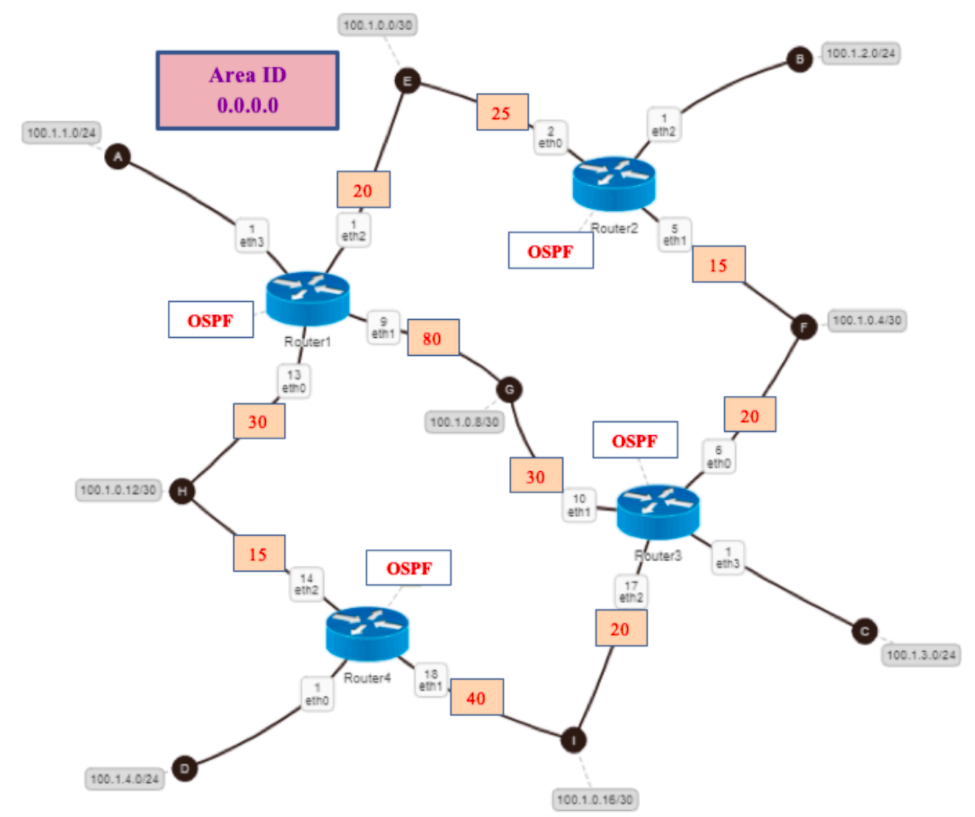 100.1.0.0/30
Area ID
0.0.0.0
E
B
100.1.2.0/24
25
2
eth0
1
eth2
100.1.1.0/24
A
20
1
eth2
Router2
5
eth1
1
eth3
OSPF
15
OSPF
Router1
9
eth1
80
F
100.1.0.4/30
13
eth0
G
100.1.0.8/30
30
20
OSPF
6
eth0
H
100.1.0.12/30
30
10
eth1
Router3
1
eth3
15
14
eth2
OSPF
17
eth2
20
C
100.1.3.0/24
Router4
18
eth1
1
eth0
40
I
D
100.1.4.0/24
100.1.0.16/30